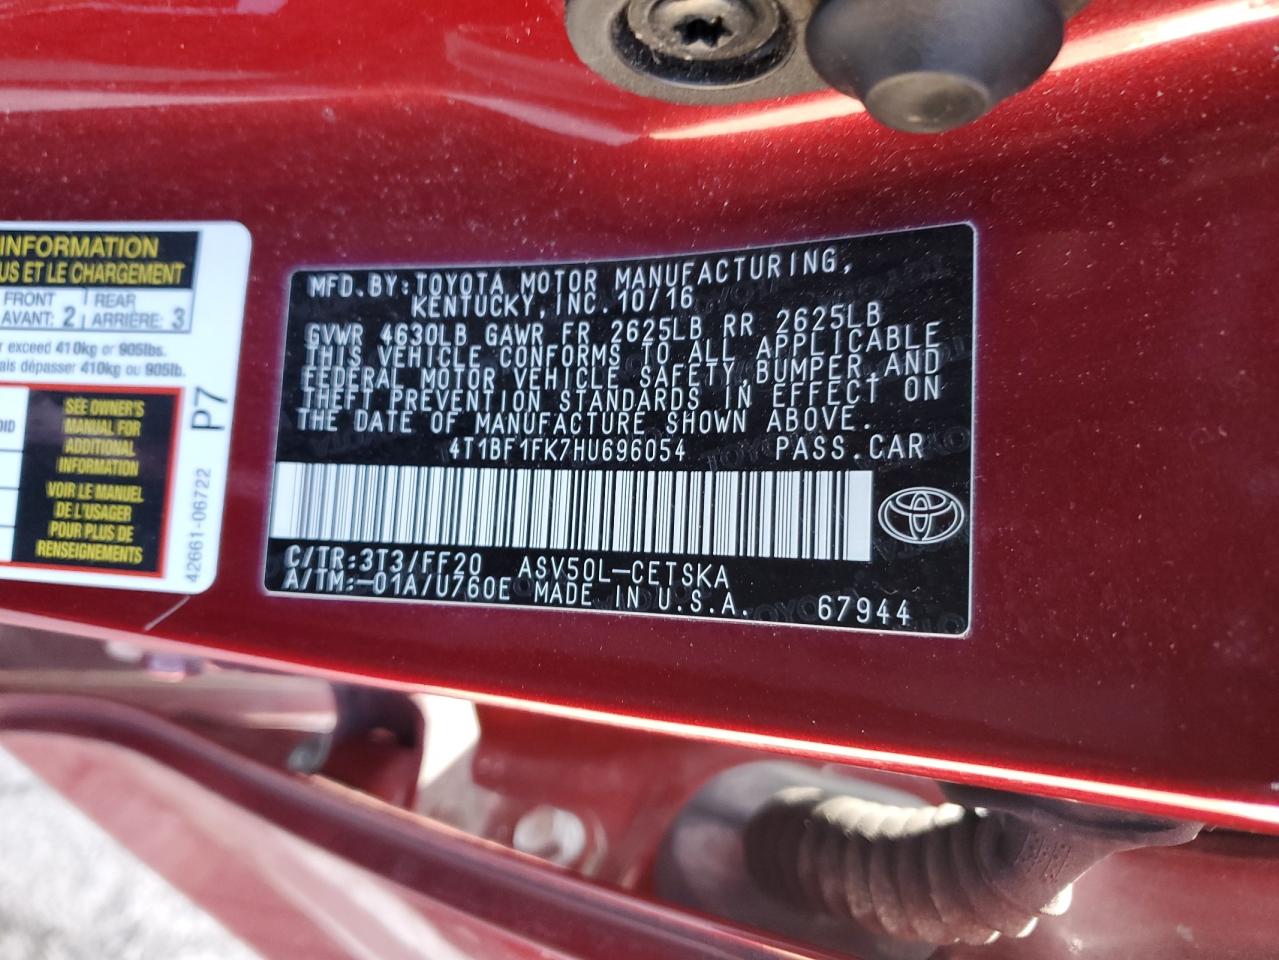 INFORMATION
US ET LE CHARGEMENT
FRONT REAR
AVANT: 2 ARRIÈRE: 3
exceed 410kg or 905lbs.
ais dépasser 410kg ou 905lb.
SEE OWNER'S
MANUAL FOR
ADDITIONAL
INFORMATION
VOIR LE MANUEL
DE L'USAGER
POUR PLUS DE
RENSEIGNEMENTS
P7
42661-06722
MFD.BY:TOYOTA MOTOR MANUFACTURING,
KENTUCKY,INC.10/16
GVWR 4630LB GAWR FR 2625LB RR 2625LB
THIS VEHICLE CONFORMS TO ALL APPLICABLE
FEDERAL MOTOR VEHICLE SAFETY,BUMPER,AND
THEFT PREVENTION STANDARDS IN EFFECT ON
THE DATE OF MANUFACTURE SHOWN ABOVE.
4T1BF1FK7HU696054 PASS.CAR
C/TR:3T3/FF20 ASV50L-CETSKA
A/TM:-01A/U760E MADE IN U.S.A. 67944